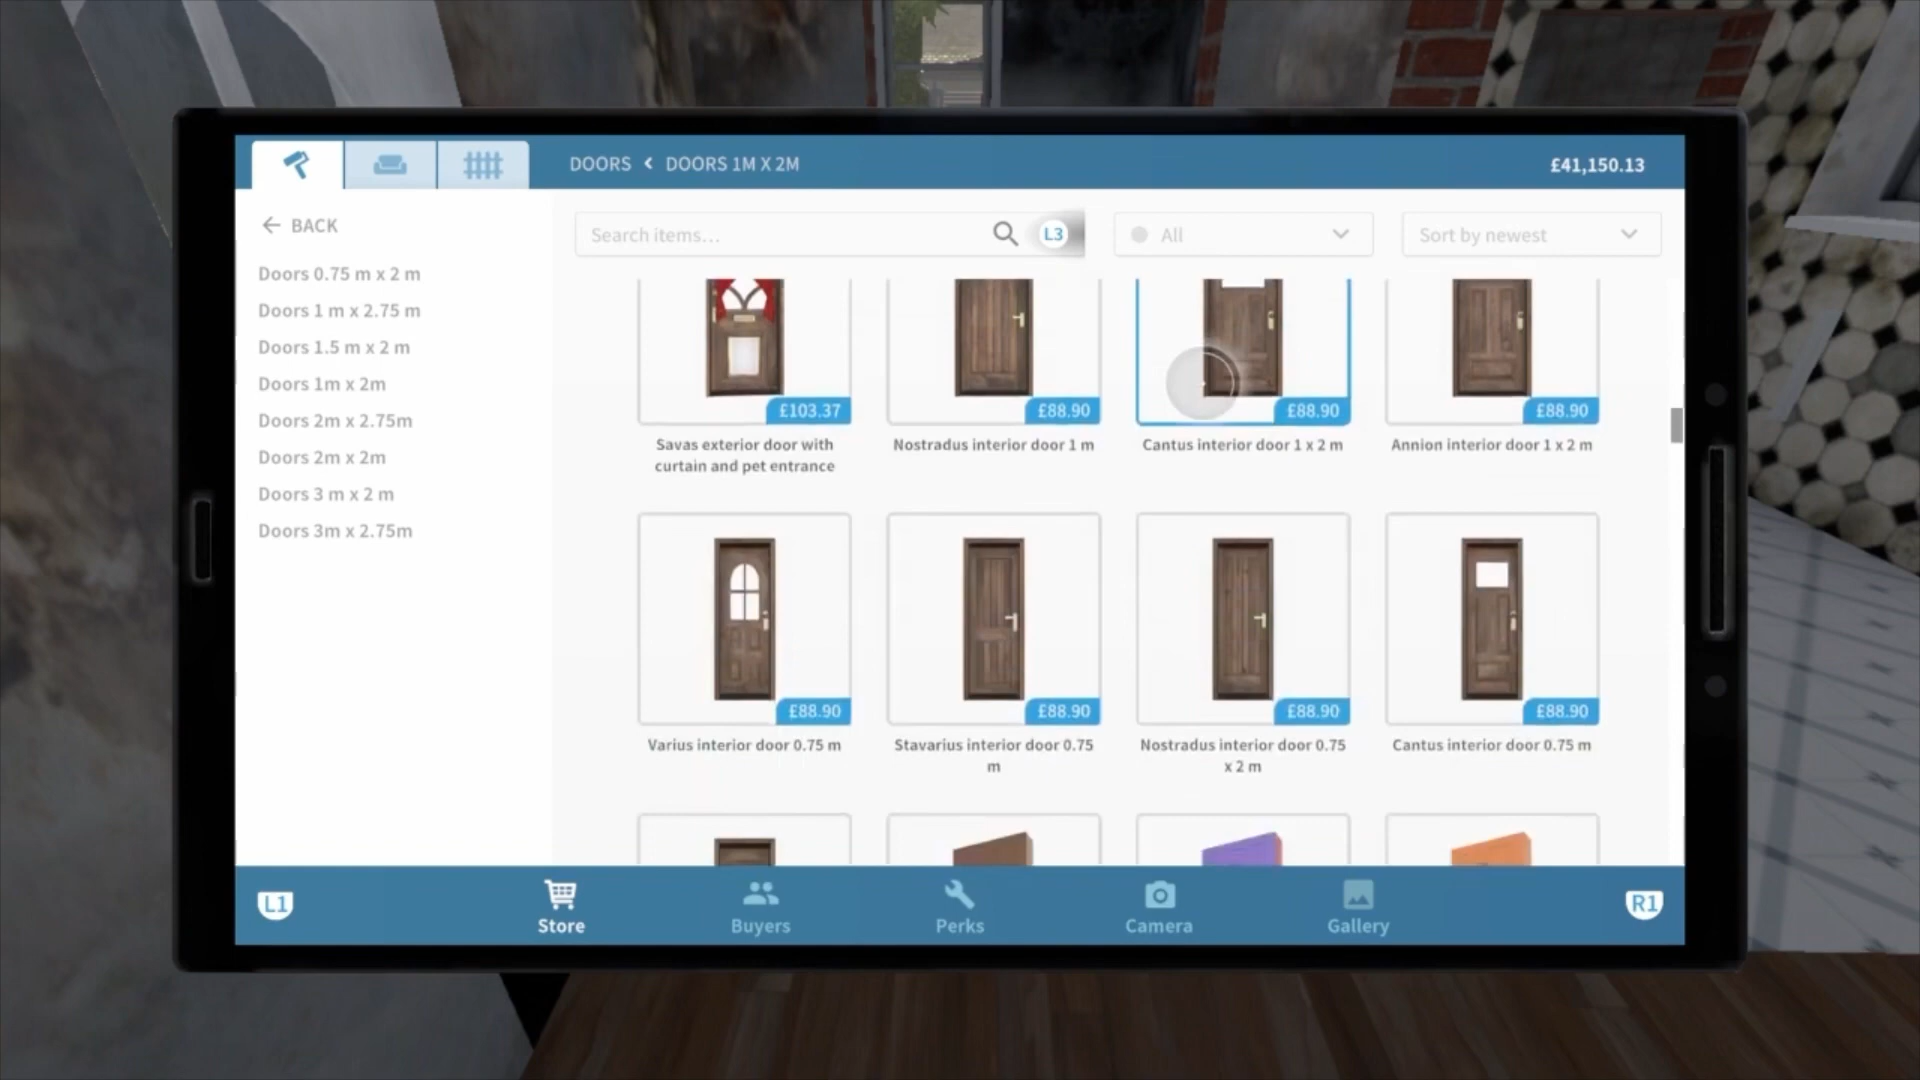 DOORS < DOORS 1M X 2M
£41,150.13
BACK
Doors 0.75 m x 2 m
Doors 1 m x 2.75 m
Doors 1.5 m x 2 m
Doors 1m x 2m
Doors 2m x 2.75m
Doors 2m x 2m
Doors 3 m x 2 m
Doors 3m x 2.75m
Search items...
L3
All
Sort by newest
£103.37
£88.90
£88.90
£88.90
Savas exterior door with
curtain and pet entrance
Nostradus interior door 1 m
Cantus interior door 1 x 2 m
Annion interior door 1 x 2 m
£88.90
£88.90
£88.90
£88.90
Varius interior door 0.75 m
Stavarius interior door 0.75
m
Nostradus interior door 0.75
x 2 m
Cantus interior door 0.75 m
L1
Store
Buyers
Perks
Camera
Gallery
R1